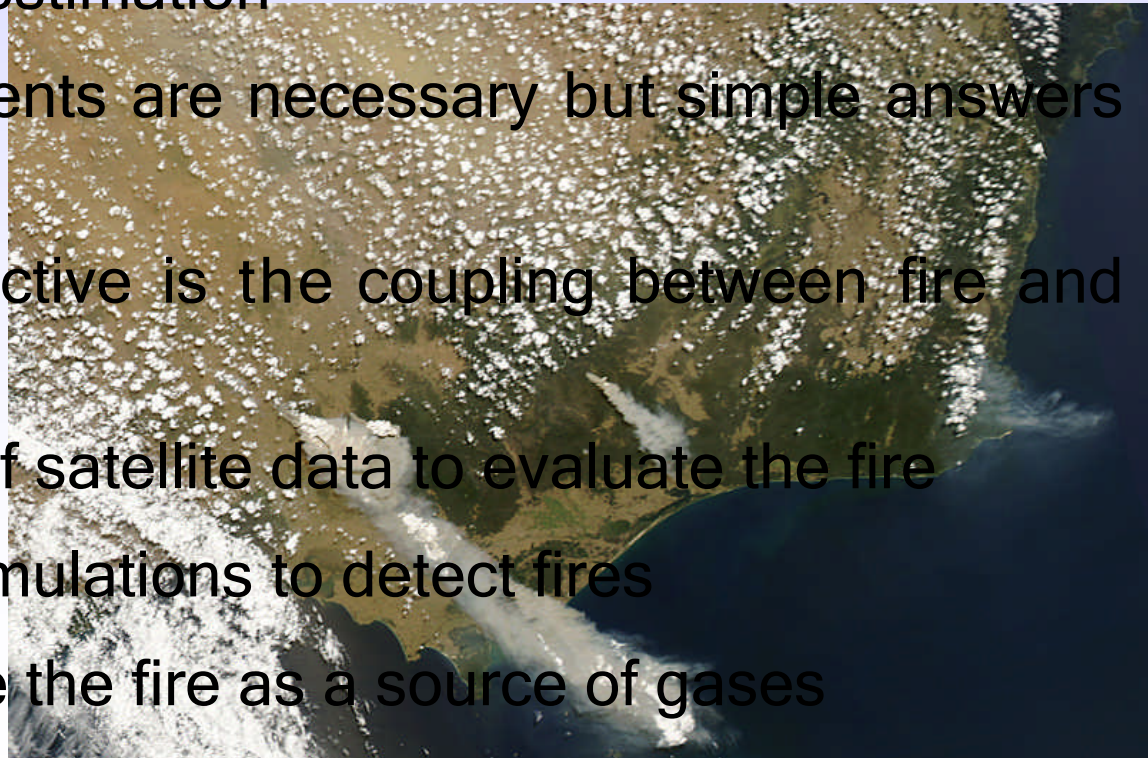 ents are necessary but simple answers
ctive is the coupling between fire and
f satellite data to evaluate the fire
mulations to detect fires
e the fire as a source of gases